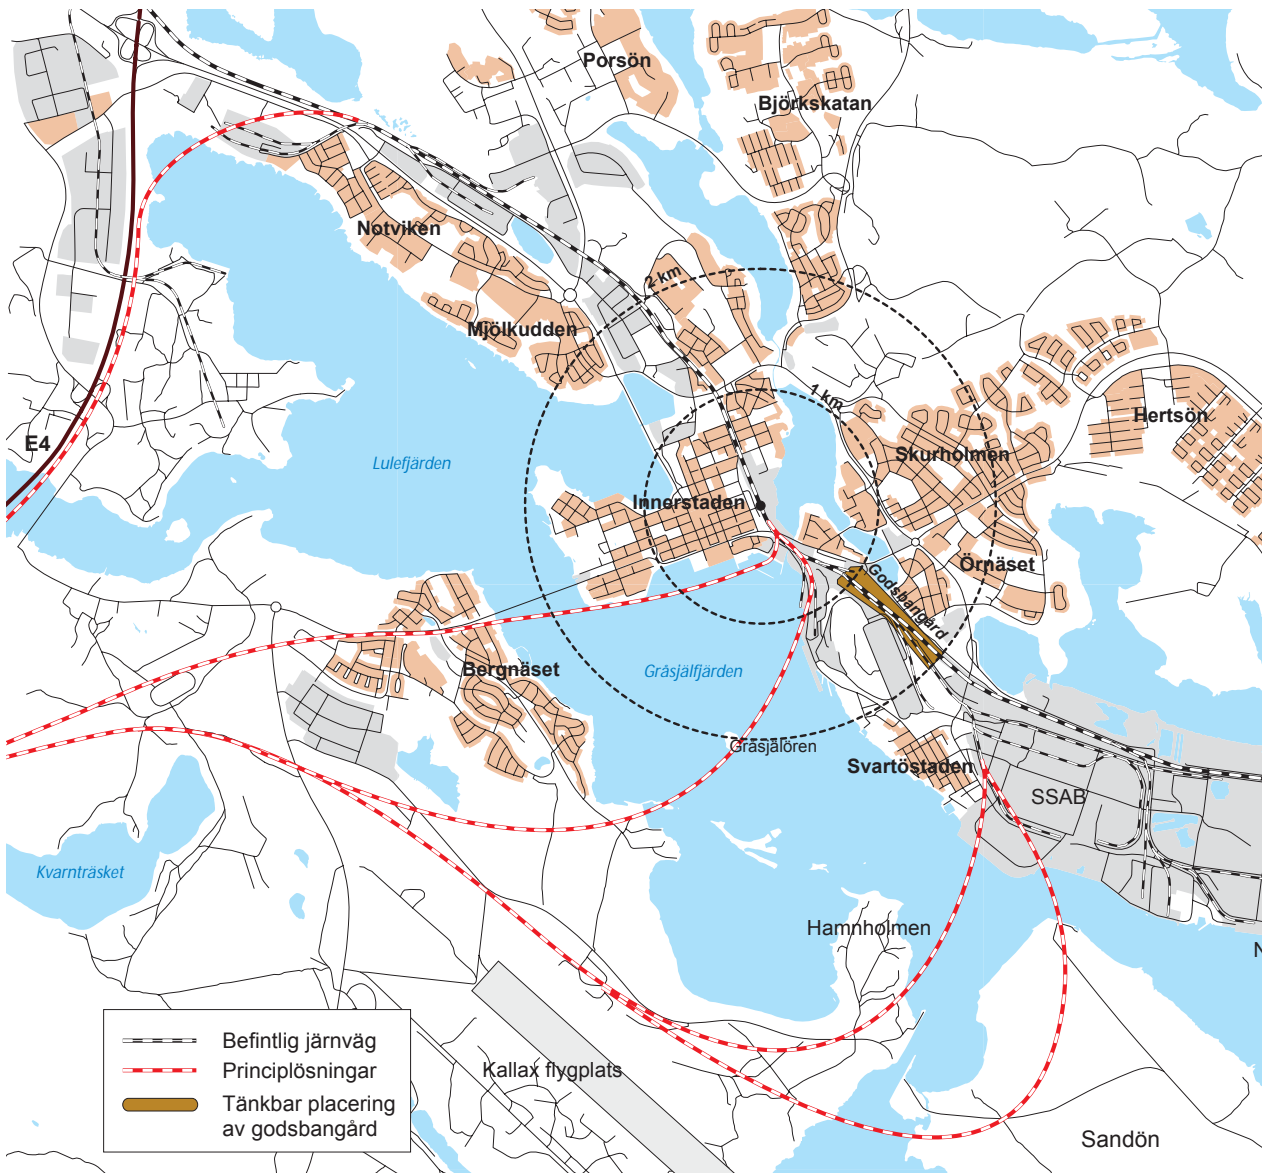 Porsön
Björkskatan
Notviken
2 km
Mjölkudden
1 km
Hertsön
E4
Lulefjärden
Skurholmen
Innerstaden
Örnäset
Godsbangård
Bergnäset
Gråsjälfjärden
Gråsjälören
Svartöstaden
SSAB
Kvarnträsket
Hamnholmen
N
Befintlig järnväg
Principlösningar
Tänkbar placering
av godsbangård
Kallax flygplats
Sandön